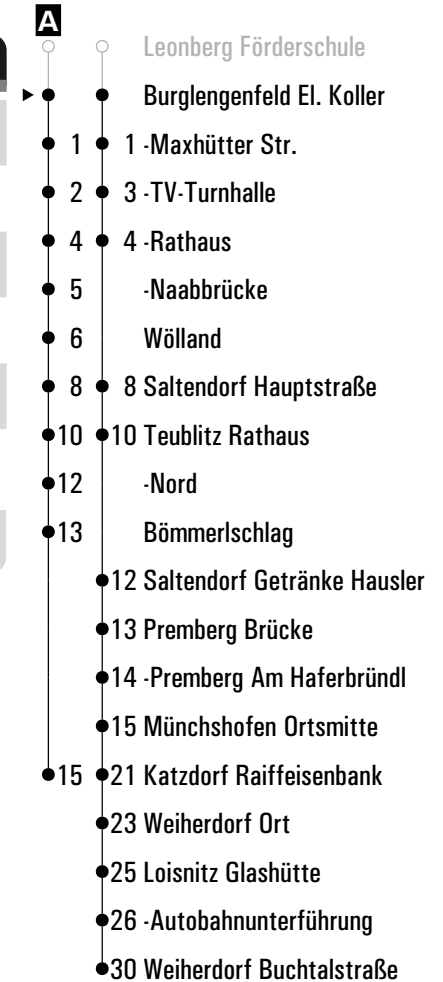 A
Leonberg Förderschule
Burglengenfeld El. Koller
1 1 -Maxhütter Str.
2 3 -TV-Turnhalle
4 4 -Rathaus
5 -Naabbrücke
6 Wölland
8 8 Saltendorf Hauptstraße
10 10 Teublitz Rathaus
12 -Nord
13 Bömmerlschlag
12 Saltendorf Getränke Hausler
13 Premberg Brücke
14 -Premberg Am Haferbründl
15 Münchshofen Ortsmitte
15 21 Katzdorf Raiffeisenbank
23 Weiherdorf Ort
25 Loisnitz Glashütte
26 -Autobahnunterführung
30 Weiherdorf Buchtalstraße